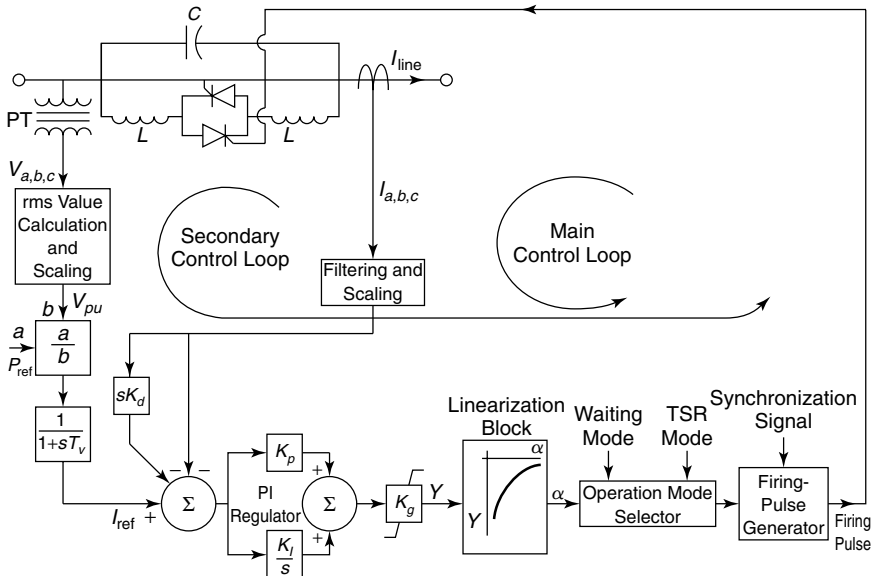 C
I_line
PT
L
L
V_a,b,c
I_a,b,c
rms Value
Calculation
and
Scaling
Secondary
Control Loop
Main
Control Loop
Filtering and
Scaling
b
V_pu
a
P_ref
a
b
sK_d
1
1+sT_v
Linearization
Block
Waiting
Mode
TSR
Mode
Synchronization
Signal
I_ref
+
−
−
Σ
K_p
PI
Regulator
K_I
s
+
+
Σ
K_g
Y
α
Y
α
Operation Mode
Selector
Firing-
Pulse
Generator
Firing
Pulse